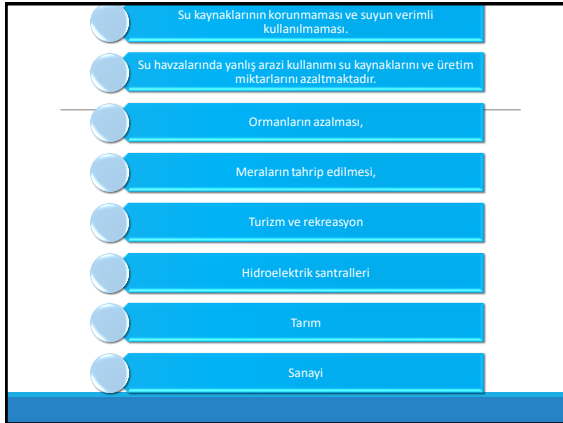 Su kaynaklarının korunmaması ve suyun verimli
kullanılmaması.
Su havzalarında yanlış arazi kullanımı su kaynaklarını ve üretim
miktarlarını azaltmaktadır.
Ormanların azalması,
Meraların tahrip edilmesi,
Turizm ve rekreasyon
Hidroelektrik santralleri
Tarım
Sanayi